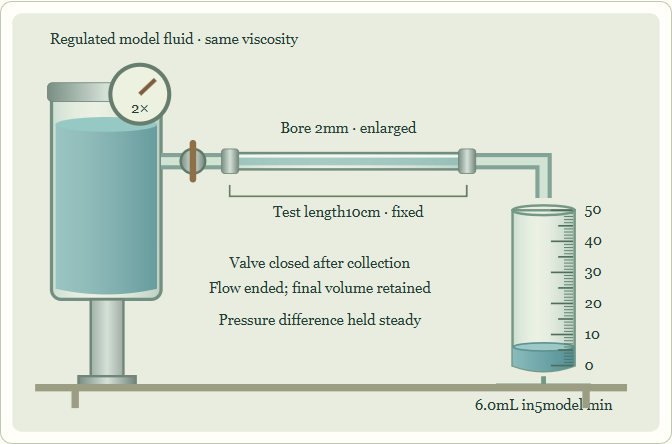 Regulated model fluid · same viscosity
2×
Bore 2mm · enlarged
Test length10cm · fixed
Valve closed after collection
Flow ended; final volume retained
Pressure difference held steady
50
40
30
20
10
0
6.0mL in5model min